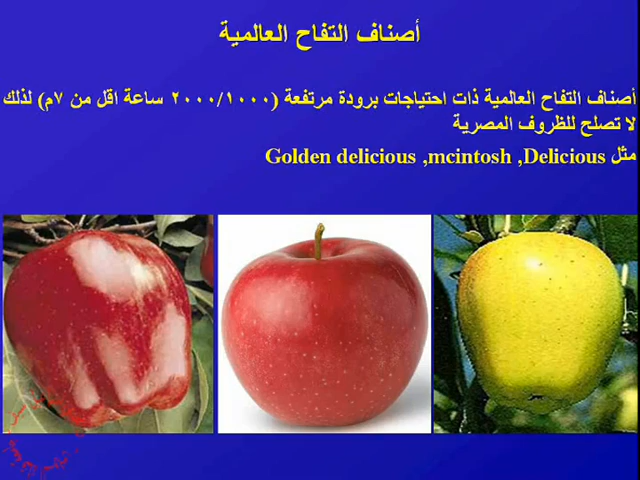 أصناف التفاح العالمية
أصناف التفاح العالمية ذات احتياجات برودة مرتفعة (٢٠٠٠/١٠٠٠ ساعة اقل من ٧م) لذلك
لا تصلح للظروف المصرية
مثل Golden delicious ,mcintosh ,Delicious